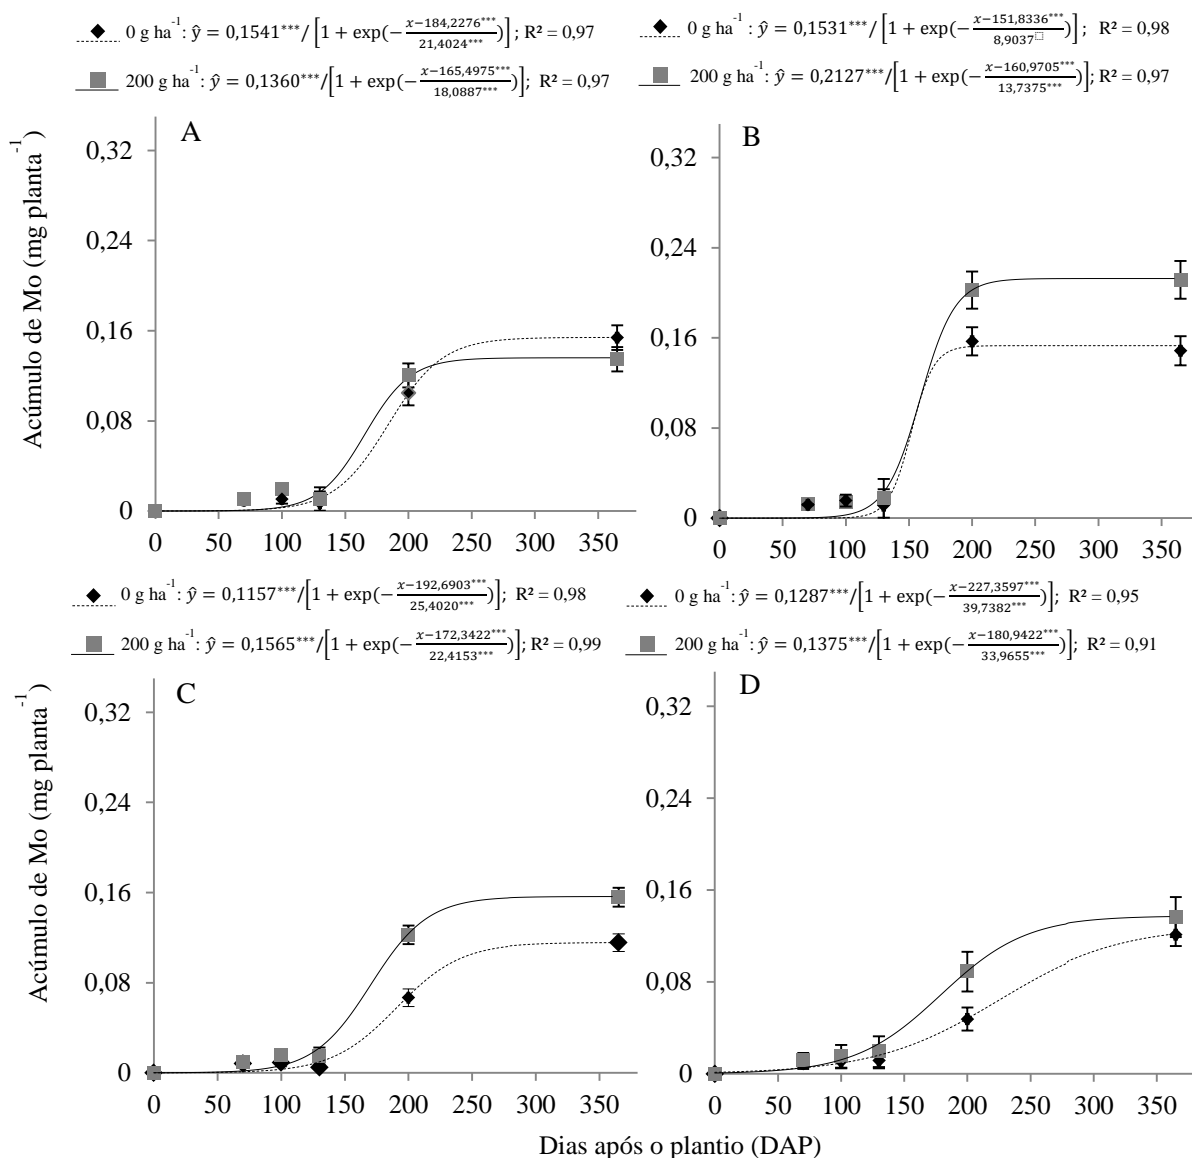 0 g ha⁻¹: ŷ = 0,1541***/[1 + exp(−(x−184,2276***)/(21,4024***))]; R² = 0,97
200 g ha⁻¹: ŷ = 0,1360***/[1 + exp(−(x−165,4975***)/(18,0887***))]; R² = 0,97
0 g ha⁻¹: ŷ = 0,1531***/[1 + exp(−(x−151,8336***)/(8,9037□))]; R² = 0,98
200 g ha⁻¹: ŷ = 0,2127***/[1 + exp(−(x−160,9705***)/(13,7375***))]; R² = 0,97
Acúmulo de Mo (mg planta⁻¹)
A
0,32
0,24
0,16
0,08
0
0 50 100 150 200 250 300 350
B
0,32
0,24
0,16
0,08
0
0 50 100 150 200 250 300 350
0 g ha⁻¹: ŷ = 0,1157***/[1 + exp(−(x−192,6903***)/(25,4020***))]; R² = 0,98
200 g ha⁻¹: ŷ = 0,1565***/[1 + exp(−(x−172,3422***)/(22,4153***))]; R² = 0,99
0 g ha⁻¹: ŷ = 0,1287***/[1 + exp(−(x−227,3597***)/(39,7382***))]; R² = 0,95
200 g ha⁻¹: ŷ = 0,1375***/[1 + exp(−(x−180,9422***)/(33,9655***))]; R² = 0,91
Acúmulo de Mo (mg planta⁻¹)
C
0,32
0,24
0,16
0,08
0
0 50 100 150 200 250 300 350
D
0,32
0,24
0,16
0,08
0
0 50 100 150 200 250 300 350
Dias após o plantio (DAP)